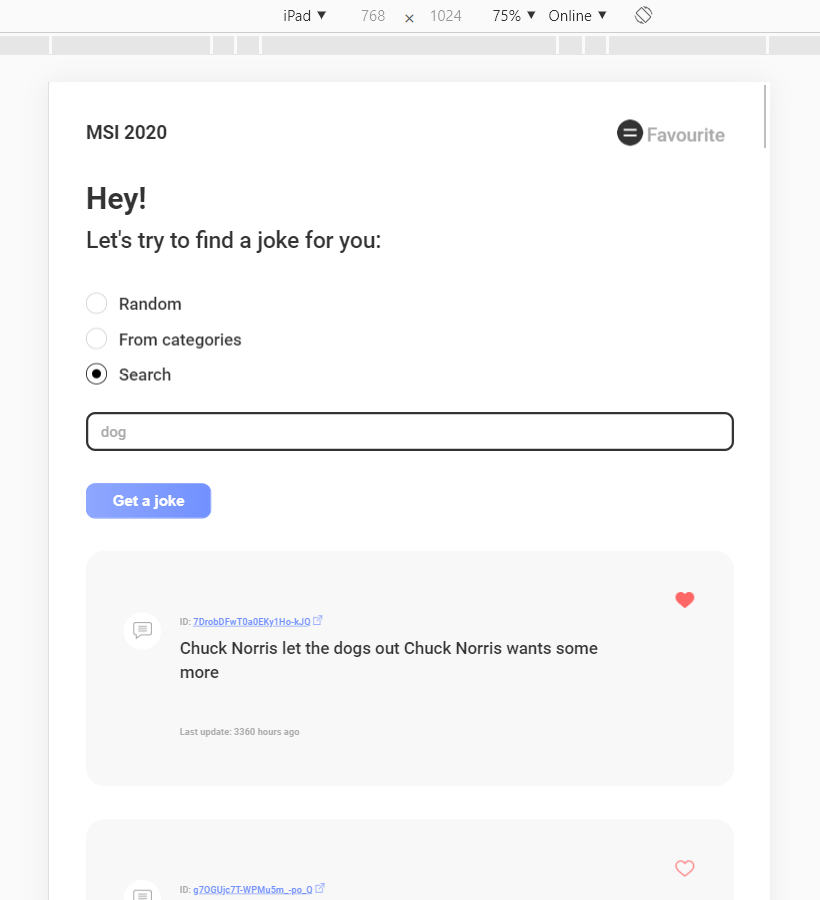 iPad ▼ 768 × 1024 75% ▼ Online ▼
MSI 2020
Favourite
Hey!
Let's try to find a joke for you:
Random
From categories
Search
dog
Get a joke
ID: 7DrobDFwT0a0EKy1Ho-kJQ
Chuck Norris let the dogs out Chuck Norris wants some
more
Last update: 3360 hours ago
ID: g7OGUjc7T-WPMu5m_-po_Q